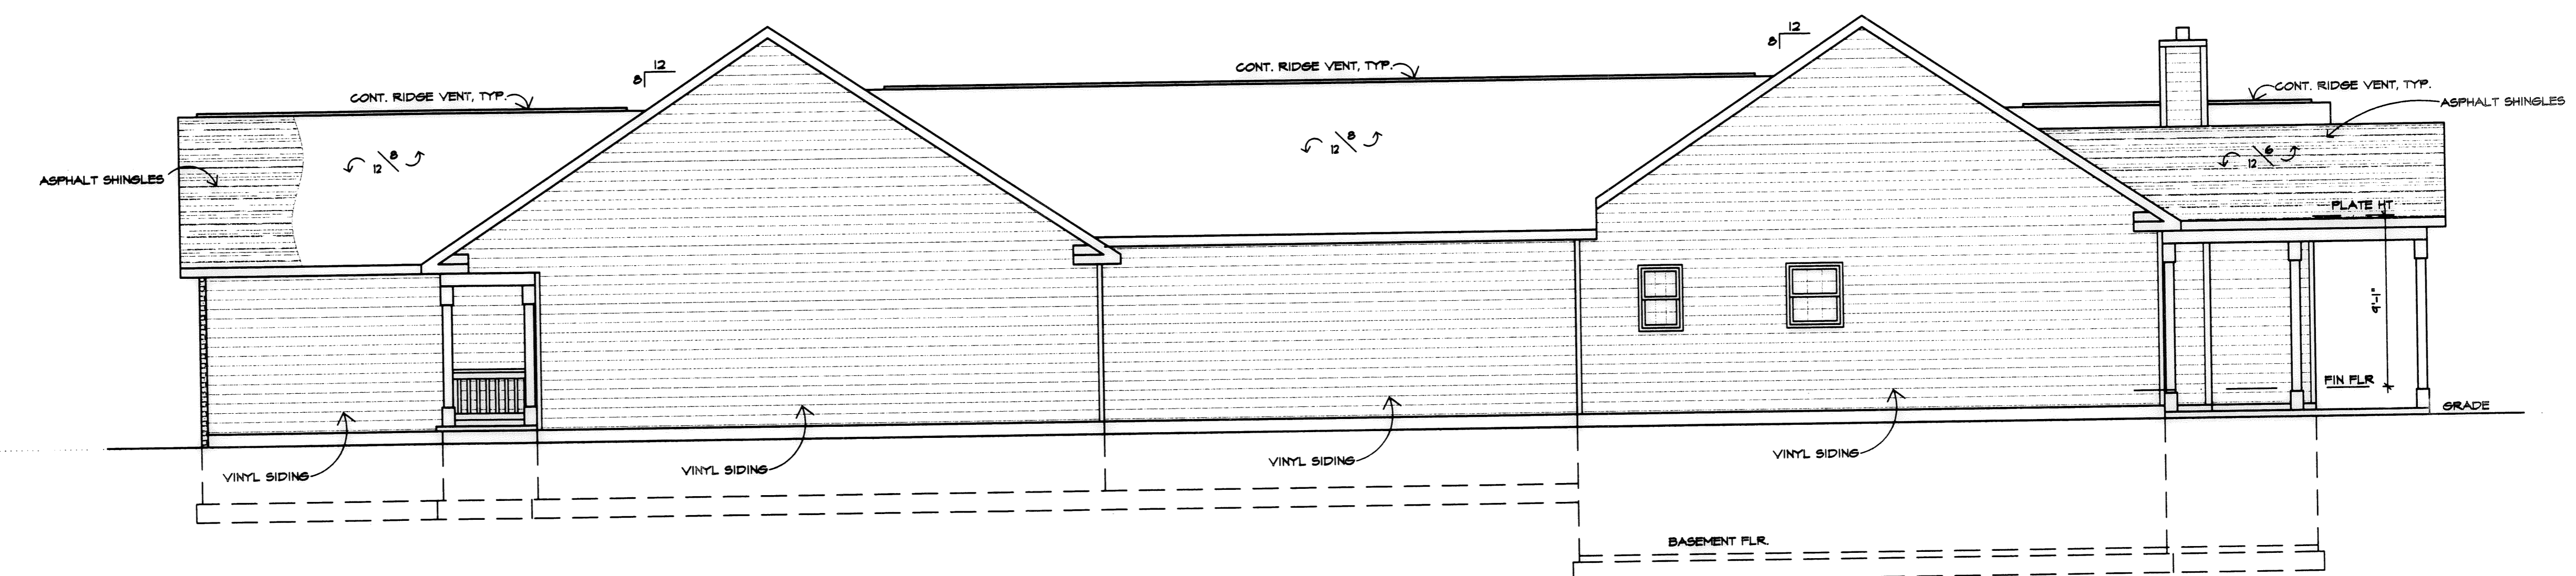 12
8
12
8
CONT. RIDGE VENT, TYP.
CONT. RIDGE VENT, TYP.
CONT. RIDGE VENT, TYP.
ASPHALT SHINGLES
ASPHALT SHINGLES
8
12
8
12
6
12
PLATE HT
9'-1"
FIN FLR
GRADE
VINYL SIDING
VINYL SIDING
VINYL SIDING
VINYL SIDING
BASEMENT FLR.